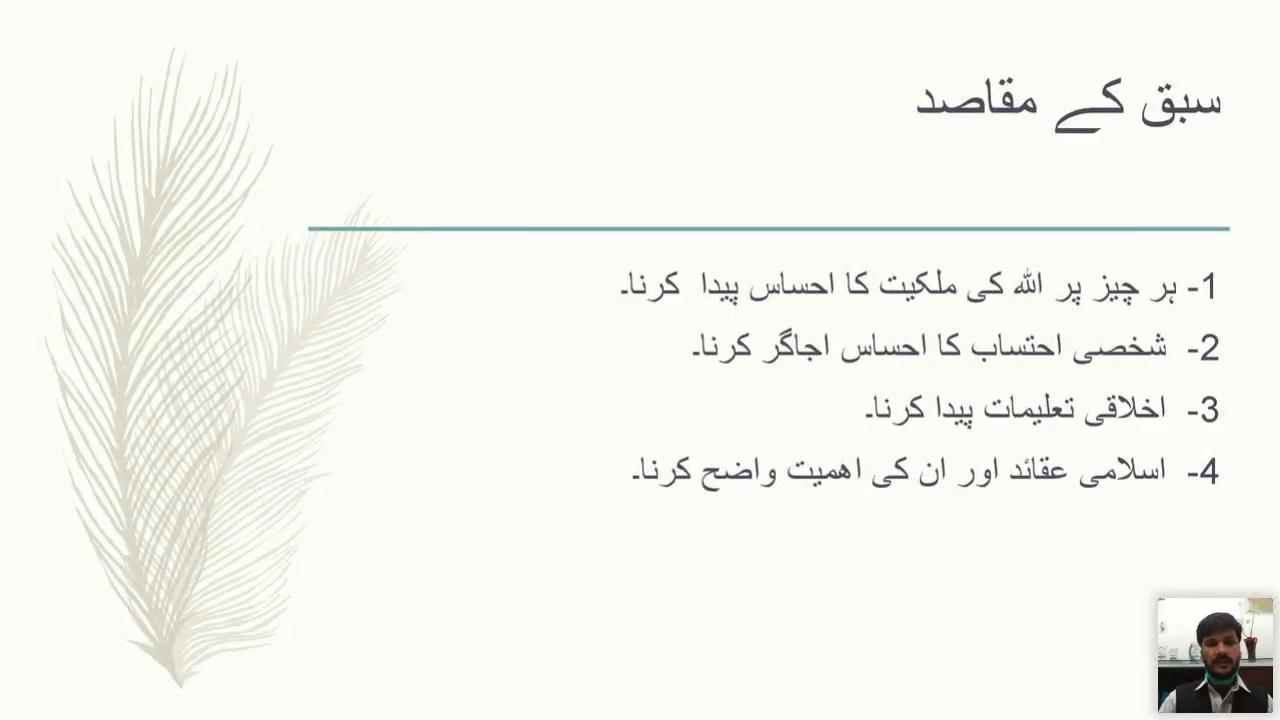 سبق کے مقاصد
1- ہر چیز پر اللہ کی ملکیت کا احساس پیدا کرنا۔
2- شخصی احتساب کا احساس اجاگر کرنا۔
3- اخلاقی تعلیمات پیدا کرنا۔
4- اسلامی عقائد اور ان کی اھمیت واضح کرنا۔